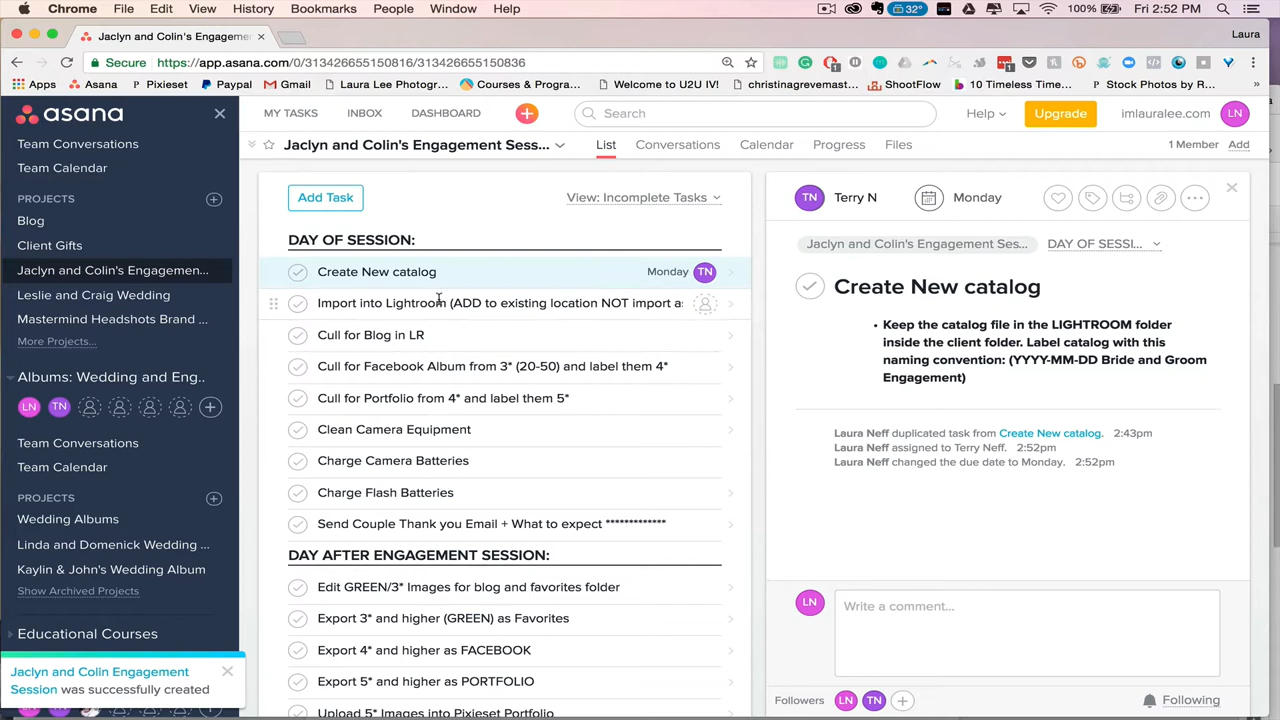 Chrome File Edit View History Bookmarks People Window Help 32° 100% Fri 2:52 PM
Jaclyn and Colin's Engageme Laura
Secure https://app.asana.com/0/313426655150816/313426655150836
Apps Asana Pixieset Paypal Gmail Laura Lee Photogr... Courses & Progra... Welcome to U2U IV! christinagrevemast... ShootFlow 10 Timeless Time... Stock Photos by R...
asana
MY TASKS INBOX DASHBOARD Search Help Upgrade imlauralee.com LN
Team Conversations
Team Calendar
PROJECTS
Blog
Client Gifts
Jaclyn and Colin's Engagemen...
Leslie and Craig Wedding
Mastermind Headshots Brand ...
More Projects...
Albums: Wedding and Eng..
LN TN
Team Conversations
Team Calendar
PROJECTS
Wedding Albums
Linda and Domenick Wedding ...
Kaylin & John's Wedding Album
Show Archived Projects
Educational Courses
Jaclyn and Colin Engagement
Session was successfully created
Jaclyn and Colin's Engagement Sess... List Conversations Calendar Progress Files 1 Member Add
Add Task View: Incomplete Tasks
DAY OF SESSION:
Create New catalog Monday TN
Import into Lightroom (ADD to existing location NOT import as
Cull for Blog in LR
Cull for Facebook Album from 3* (20-50) and label them 4*
Cull for Portfolio from 4* and label them 5*
Clean Camera Equipment
Charge Camera Batteries
Charge Flash Batteries
Send Couple Thank you Email + What to expect *************
DAY AFTER ENGAGEMENT SESSION:
Edit GREEN/3* Images for blog and favorites folder
Export 3* and higher (GREEN) as Favorites
Export 4* and higher as FACEBOOK
Export 5* and higher as PORTFOLIO
Upload 5* Images into Pixieset Portfolio
TN Terry N Monday
Jaclyn and Colin's Engagement Ses... DAY OF SESSI...
Create New catalog
• Keep the catalog file in the LIGHTROOM folder
inside the client folder. Label catalog with this
naming convention: (YYYY-MM-DD Bride and Groom
Engagement)
Laura Neff duplicated task from Create New catalog. 2:43pm
Laura Neff assigned to Terry Neff. 2:52pm
Laura Neff changed the due date to Monday. 2:52pm
LN Write a comment...
Followers LN TN Following